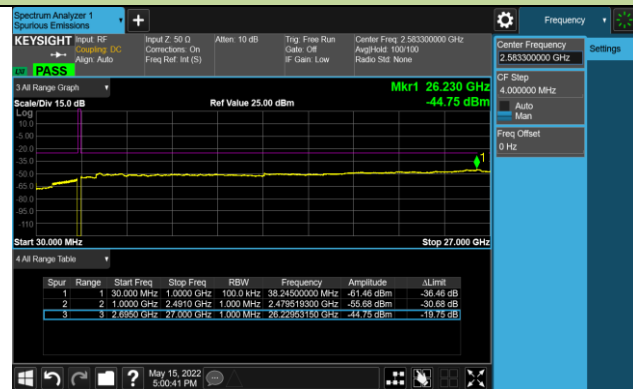 Spectrum Analyzer 1
Spurious Emissions
Frequency
KEYSIGHT
Input: RF
Coupling: DC
Align: Auto
Input Z: 50 Ω
Corrections: On
Freq Ref: Int (S)
Atten: 10 dB
Trig: Free Run
Gate: Off
IF Gain: Low
Center Freq: 2.583300000 GHz
Avg|Hold: 100/100
Radio Std: None
PASS
Center Frequency
2.583300000 GHz
Settings
CF Step
4.000000 MHz
Auto
Man
Freq Offset
0 Hz
3 All Range Graph
Mkr1 26.230 GHz
Scale/Div 15.0 dB
Ref Value 25.00 dBm
-44.75 dBm
Log
10.0
-5.00
-20.0
-35.0
-50.0
-65.0
-80.0
-95.0
-110
1
Start 30.000 MHz
Stop 27.000 GHz
4 All Range Table
Spur Range Start Freq Stop Freq RBW Frequency Amplitude ΔLimit
1 1 30.000 MHz 1.0000 GHz 100.0 kHz 38.24500000 MHz -61.46 dBm -36.46 dB
2 2 1.0000 GHz 2.4910 GHz 1.000 MHz 2.479519300 GHz -55.68 dBm -30.68 dB
3 3 2.6950 GHz 27.000 GHz 1.000 MHz 26.22953150 GHz -44.75 dBm -19.75 dB
?
May 15, 2022
5:00:41 PM